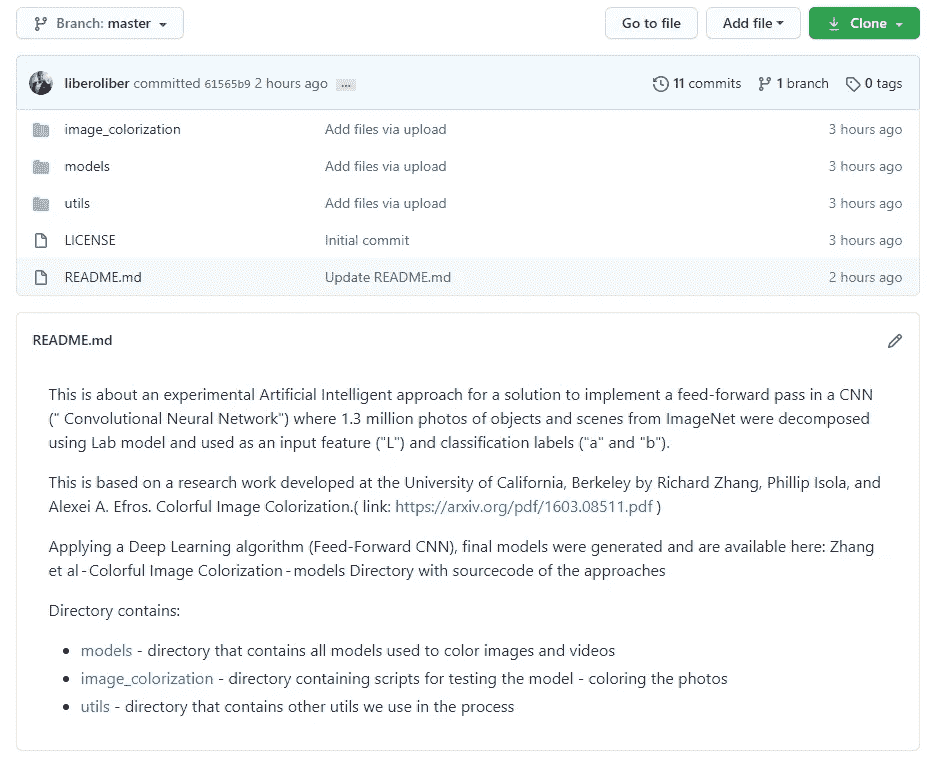 Branch: master
Go to file
Add file
Clone
liberoliber committed 61565b9 2 hours ago ...
11 commits
1 branch
0 tags
image_colorization Add files via upload 3 hours ago
models Add files via upload 3 hours ago
utils Add files via upload 3 hours ago
LICENSE Initial commit 3 hours ago
README.md Update README.md 2 hours ago
README.md
This is about an experimental Artificial Intelligent approach for a solution to implement a feed-forward pass in a CNN
(" Convolutional Neural Network") where 1.3 million photos of objects and scenes from ImageNet were decomposed
using Lab model and used as an input feature ("L") and classification labels ("a" and "b").
This is based on a research work developed at the University of California, Berkeley by Richard Zhang, Phillip Isola, and
Alexei A. Efros. Colorful Image Colorization.( link: https://arxiv.org/pdf/1603.08511.pdf )
Applying a Deep Learning algorithm (Feed-Forward CNN), final models were generated and are available here: Zhang
et al - Colorful Image Colorization - models Directory with sourcecode of the approaches
Directory contains:
• models - directory that contains all models used to color images and videos
• image_colorization - directory containing scripts for testing the model - coloring the photos
• utils - directory that contains other utils we use in the process